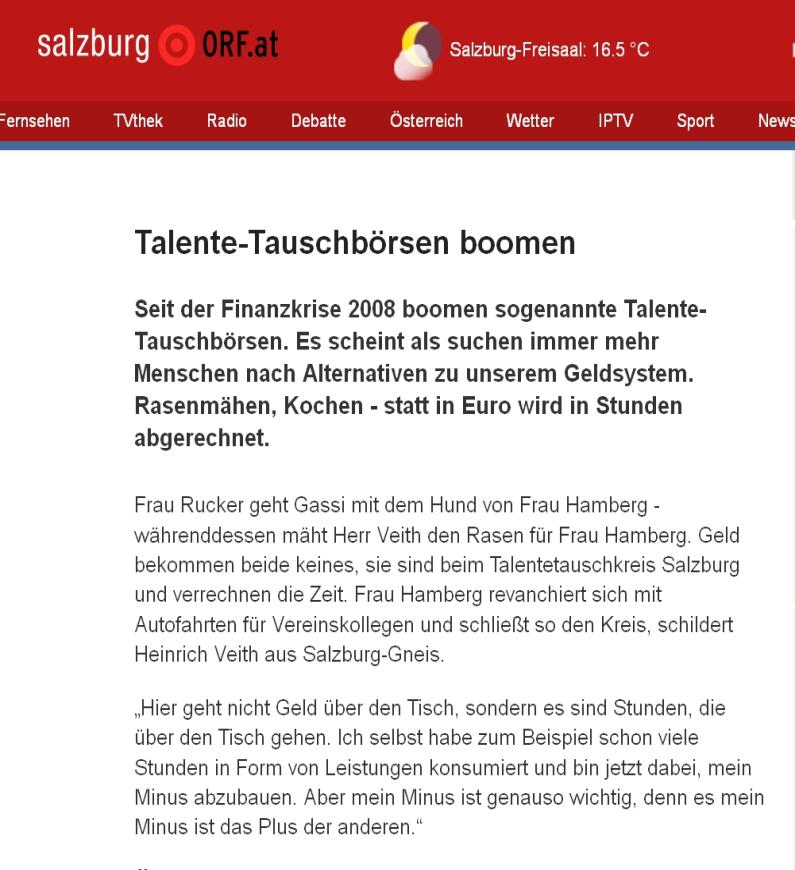 salzburg ORF.at
Salzburg-Freisaal: 16.5 °C
Fernsehen TVthek Radio Debatte Österreich Wetter IPTV Sport News
Talente-Tauschbörsen boomen
Seit der Finanzkrise 2008 boomen sogenannte Talente-
Tauschbörsen. Es scheint als suchen immer mehr
Menschen nach Alternativen zu unserem Geldsystem.
Rasenmähen, Kochen - statt in Euro wird in Stunden
abgerechnet.
Frau Rucker geht Gassi mit dem Hund von Frau Hamberg -
währenddessen mäht Herr Veith den Rasen für Frau Hamberg. Geld
bekommen beide keines, sie sind beim Talentetauschkreis Salzburg
und verrechnen die Zeit. Frau Hamberg revanchiert sich mit
Autofahrten für Vereinskollegen und schließt so den Kreis, schildert
Heinrich Veith aus Salzburg-Gneis.
„Hier geht nicht Geld über den Tisch, sondern es sind Stunden, die
über den Tisch gehen. Ich selbst habe zum Beispiel schon viele
Stunden in Form von Leistungen konsumiert und bin jetzt dabei, mein
Minus abzubauen. Aber mein Minus ist genauso wichtig, denn es mein
Minus ist das Plus der anderen.“